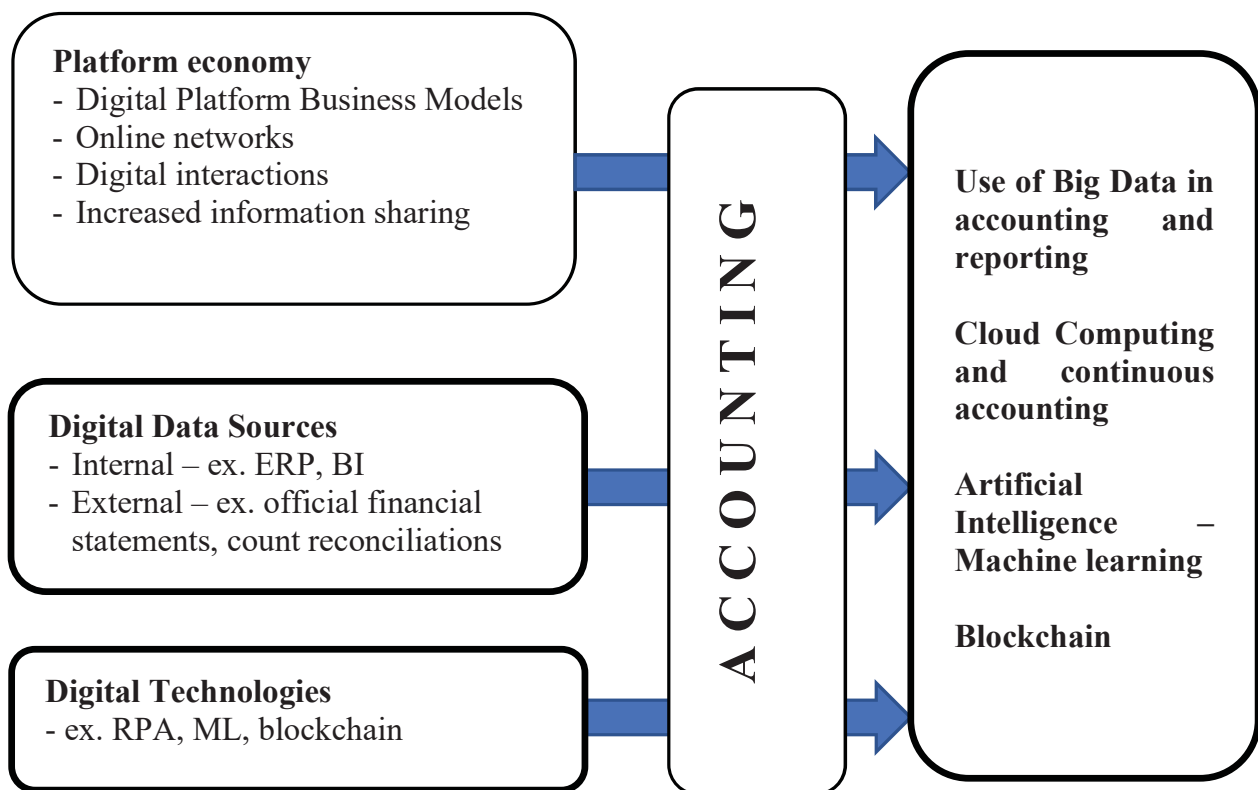 Platform economy
- Digital Platform Business Models
- Online networks
- Digital interactions
- Increased information sharing
Digital Data Sources
- Internal – ex. ERP, BI
- External – ex. official financial
statements, count reconciliations
Digital Technologies
- ex. RPA, ML, blockchain
ACCOUNTING
Use of Big Data in
accounting and
reporting
Cloud Computing
and continuous
accounting
Artificial
Intelligence –
Machine learning
Blockchain